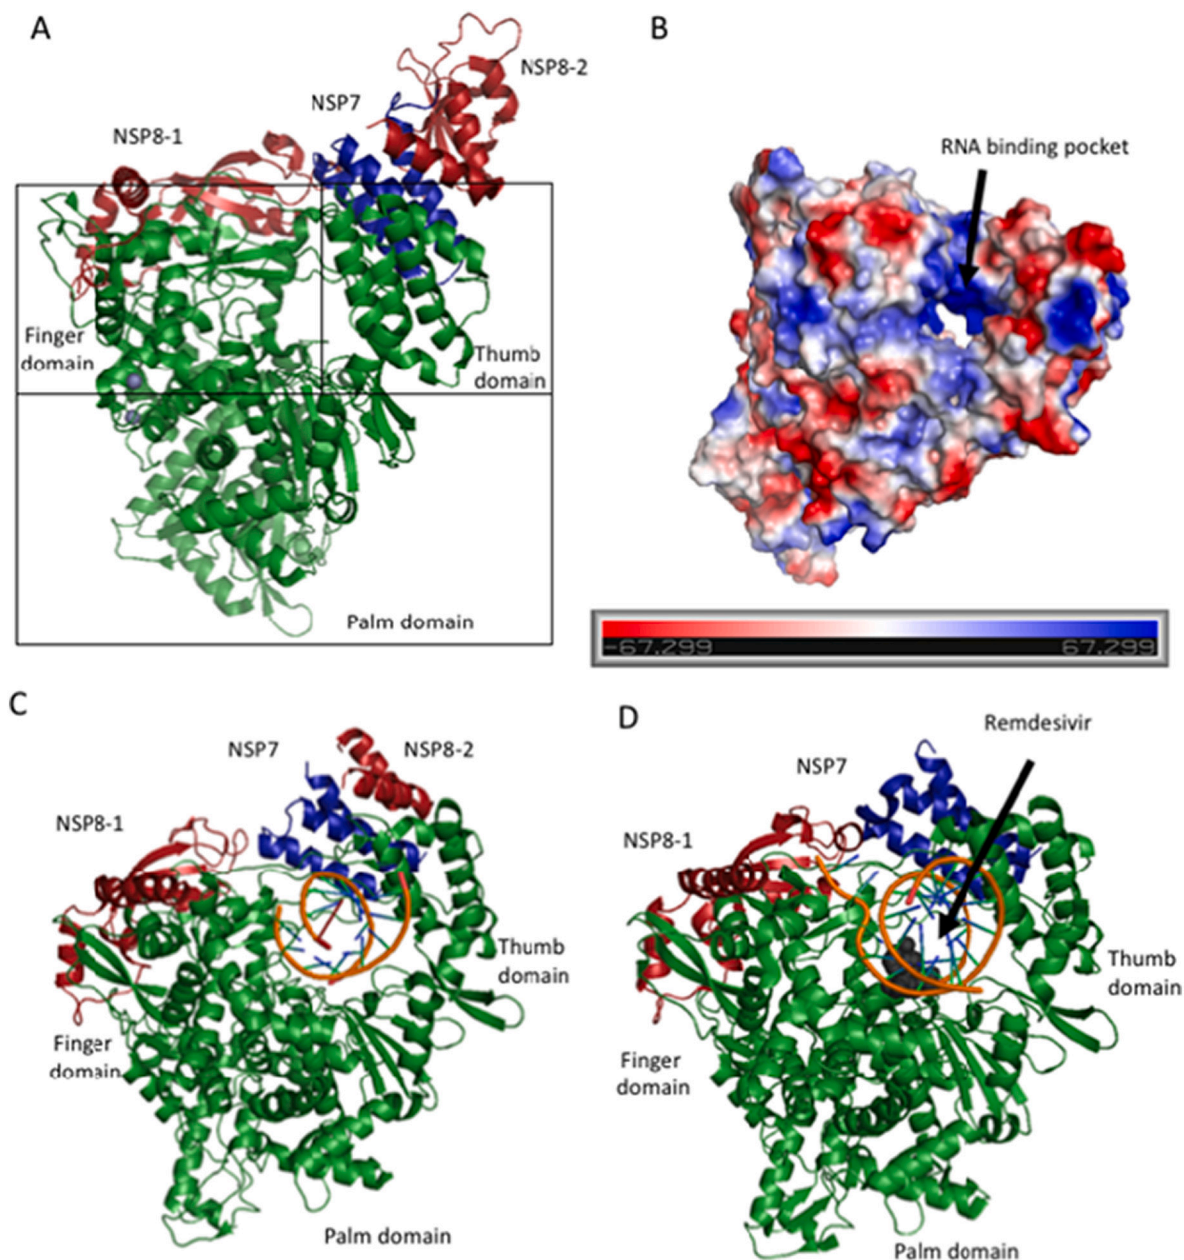 A
NSP8-2
NSP7
NSP8-1
Finger
domain
Thumb
domain
Palm domain
B
RNA binding pocket
-67.299
67.299
C
NSP7
NSP8-2
NSP8-1
Thumb
domain
Finger
domain
Palm domain
D
Remdesivir
NSP7
NSP8-1
Thumb
domain
Finger
domain
Palm domain